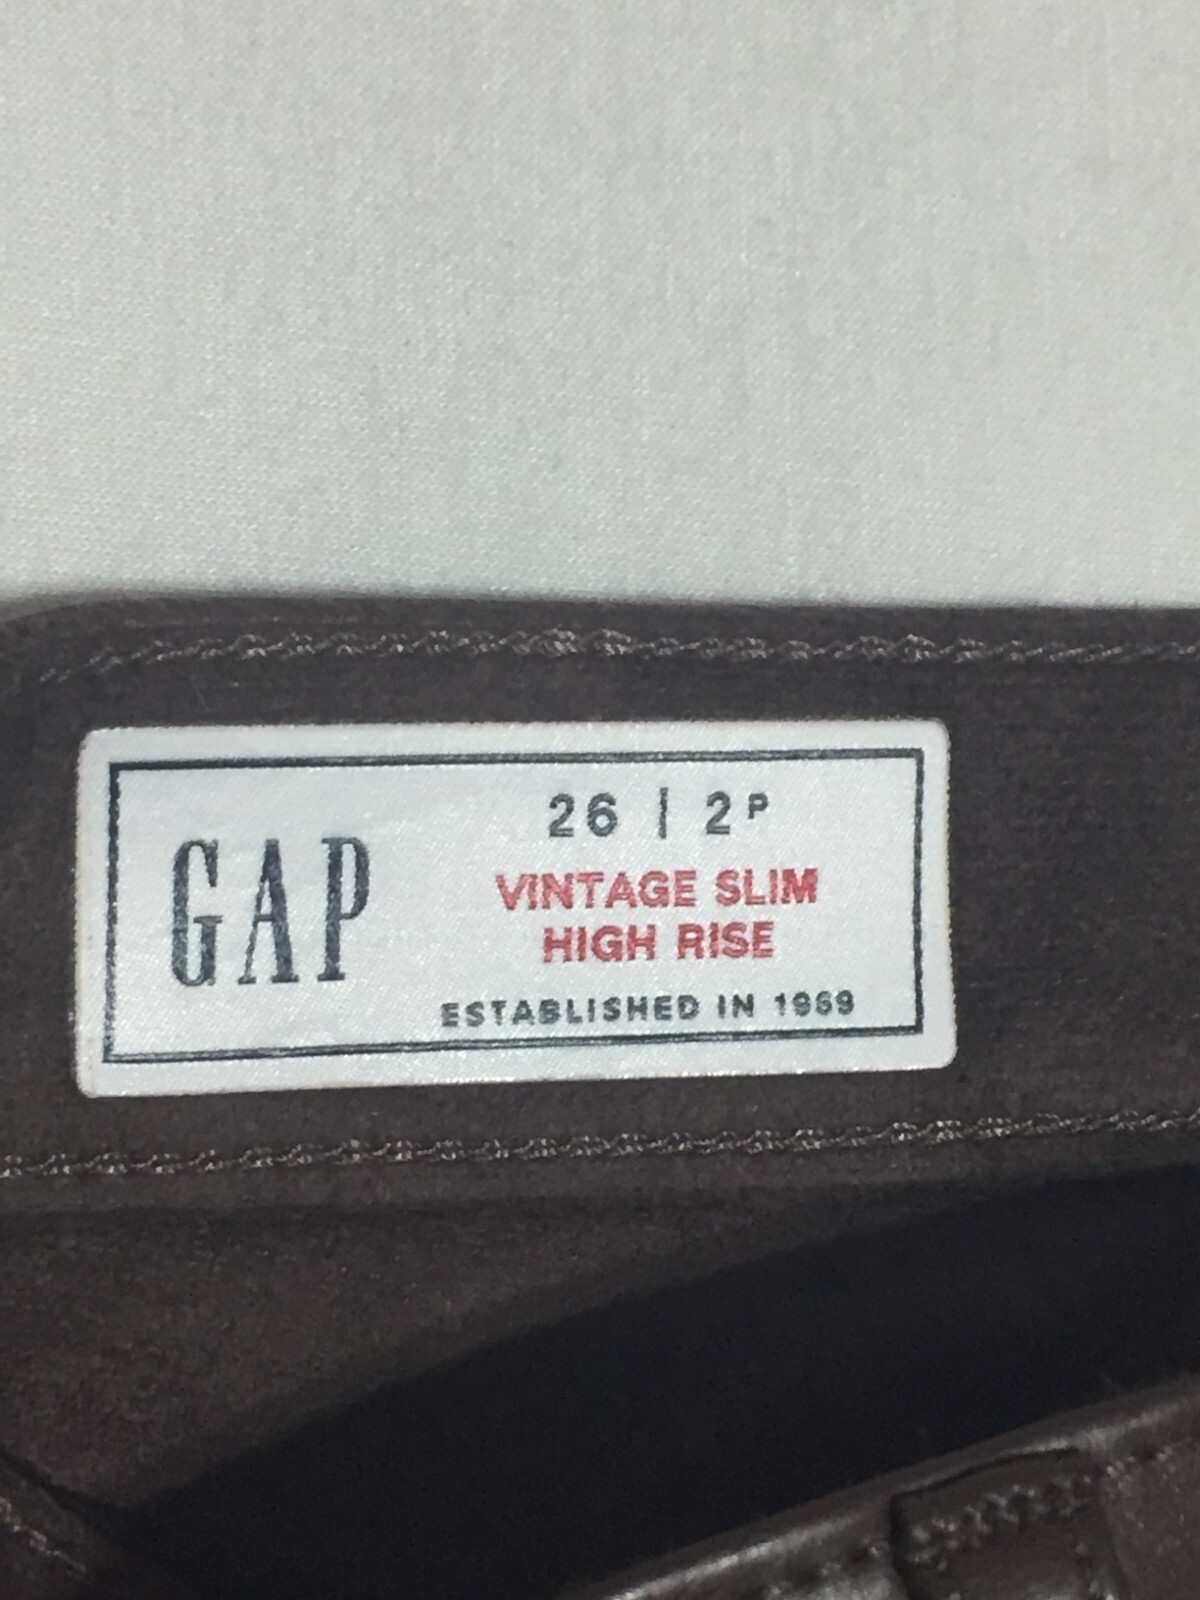 GAP
26 | 2P
VINTAGE SLIM
HIGH RISE
ESTABLISHED IN 1969